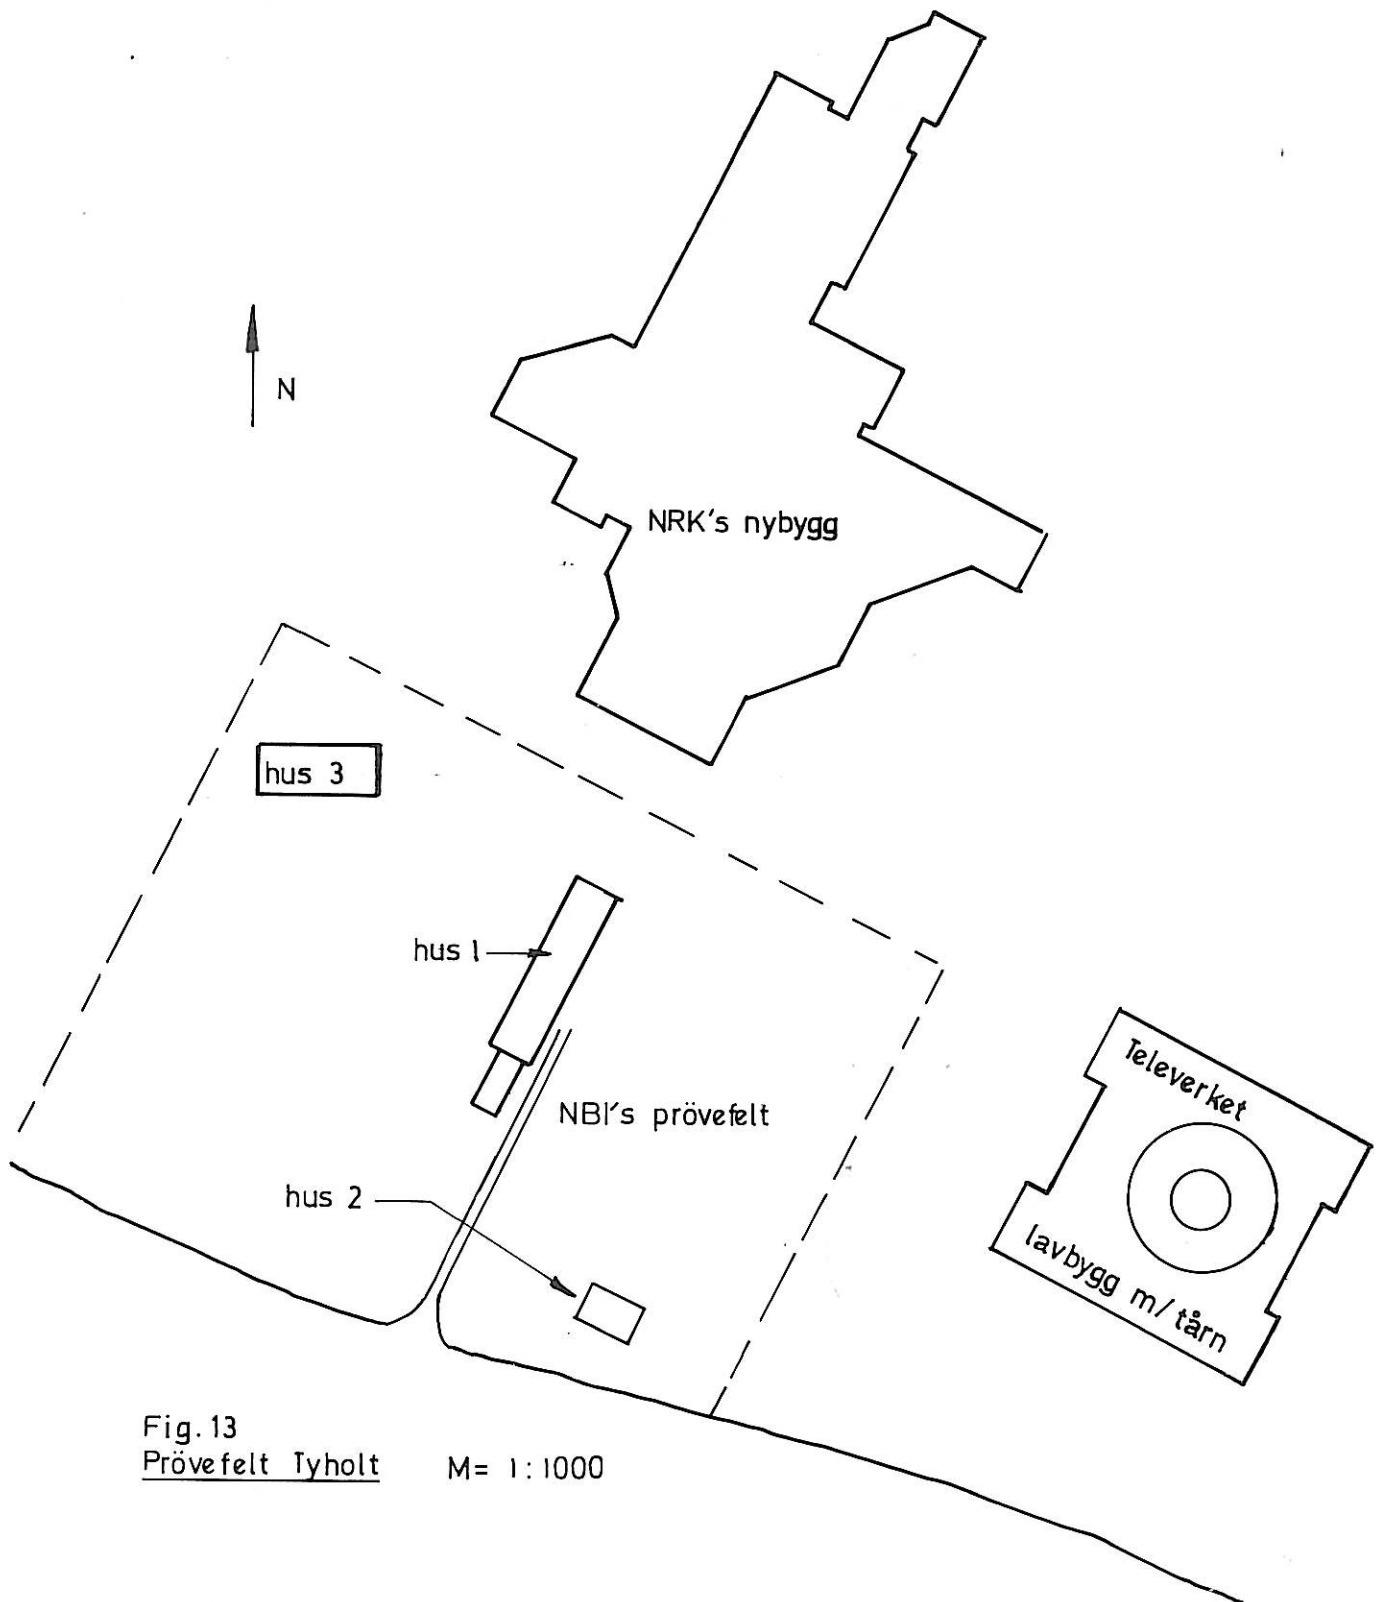 N
NRK's nybygg
hus 3
hus 1
Televerket
NBI's prövefelt
hus 2
lavbygg m/tårn
Fig. 13
Prövefelt Tyholt M= 1:1000